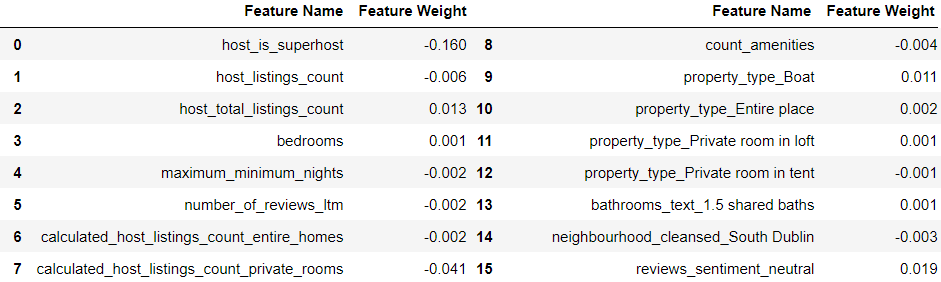 Feature Name Feature Weight Feature Name Feature Weight
0 host_is_superhost -0.160 8 count_amenities -0.004
1 host_listings_count -0.006 9 property_type_Boat 0.011
2 host_total_listings_count 0.013 10 property_type_Entire place 0.002
3 bedrooms 0.001 11 property_type_Private room in loft 0.001
4 maximum_minimum_nights -0.002 12 property_type_Private room in tent -0.001
5 number_of_reviews_ltm -0.002 13 bathrooms_text_1.5 shared baths 0.001
6 calculated_host_listings_count_entire_homes -0.002 14 neighbourhood_cleansed_South Dublin -0.003
7 calculated_host_listings_count_private_rooms -0.041 15 reviews_sentiment_neutral 0.019